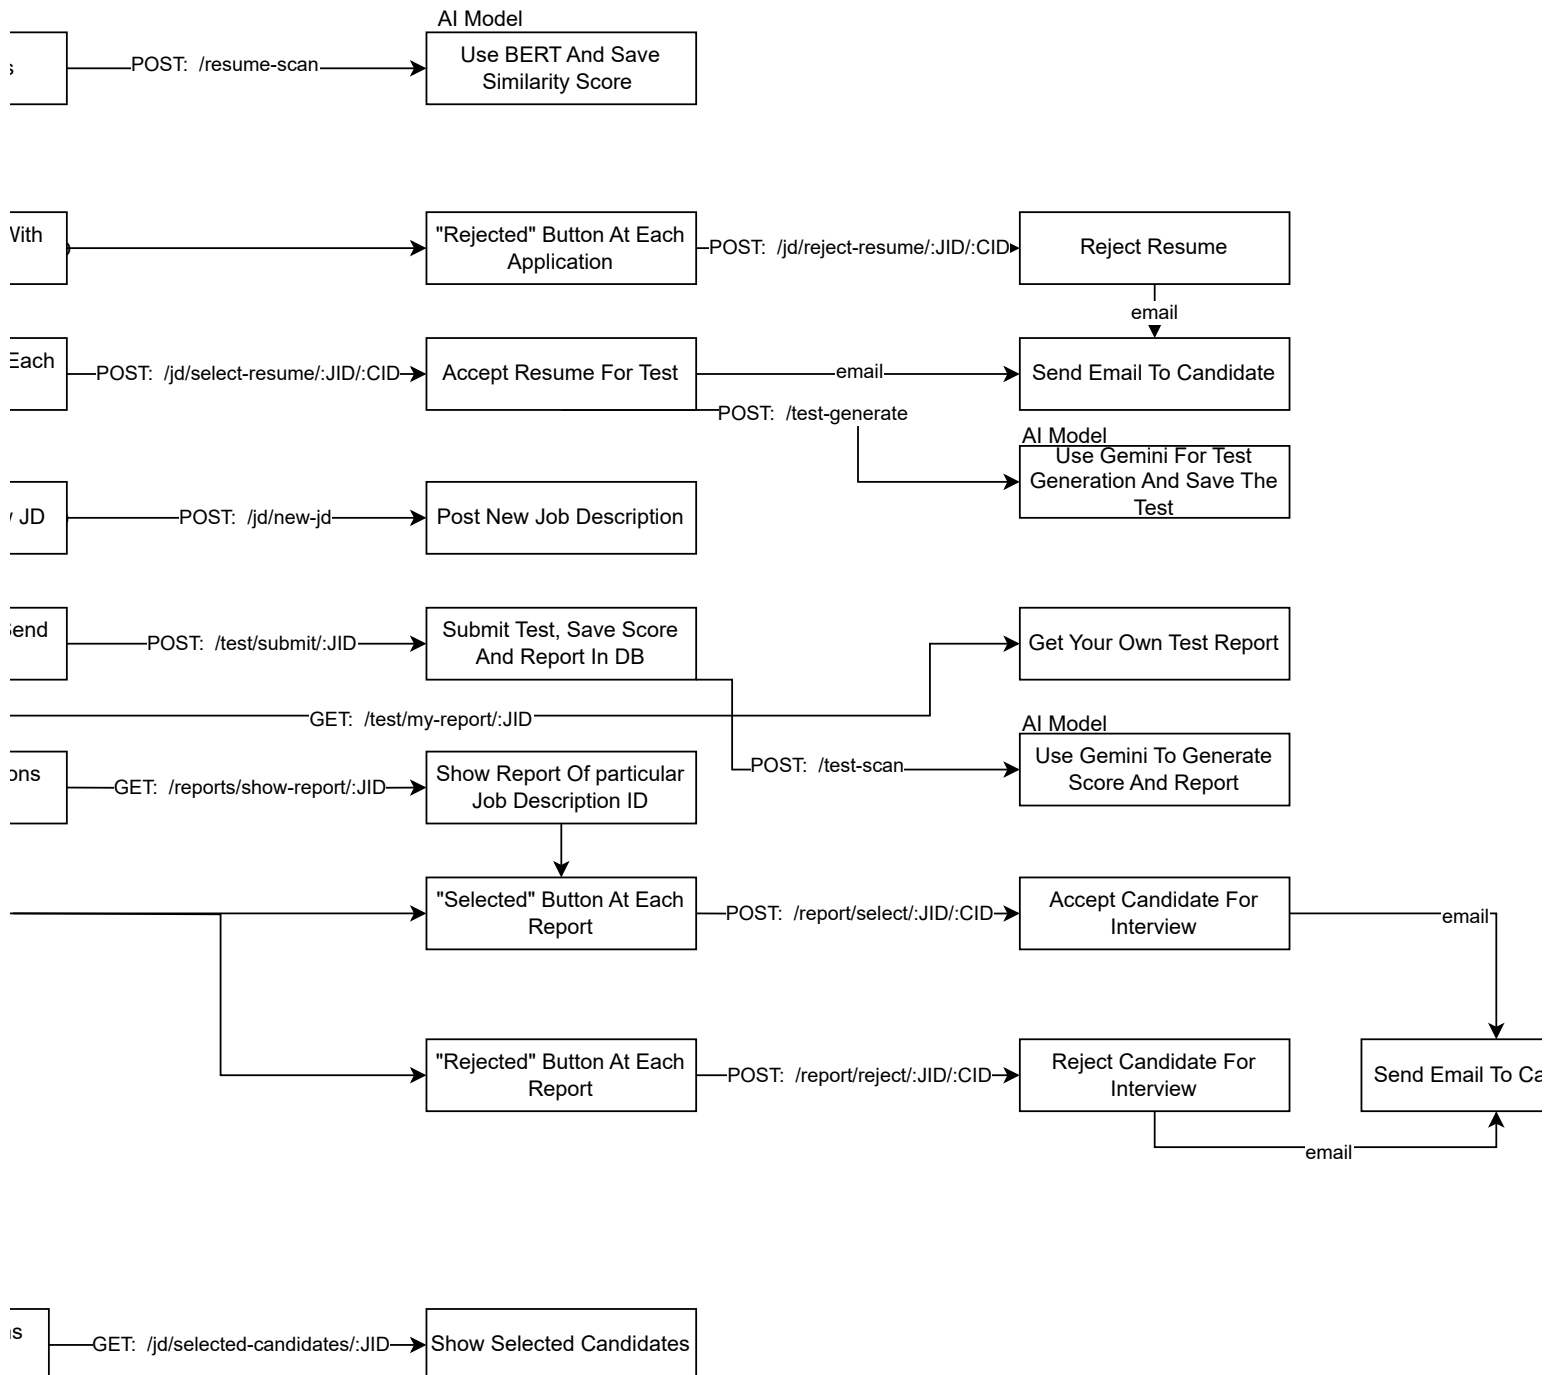 AI Model
s
POST: /resume-scan
Use BERT And Save
Similarity Score
With
"Rejected" Button At Each
Application
POST: /jd/reject-resume/:JID/:CID
Reject Resume
email
Each
POST: /jd/select-resume/:JID/:CID
Accept Resume For Test
email
Send Email To Candidate
POST: /test-generate
AI Model
Use Gemini For Test
Generation And Save The
Test
JD
POST: /jd/new-jd
Post New Job Description
Send
POST: /test/submit/:JID
Submit Test, Save Score
And Report In DB
Get Your Own Test Report
GET: /test/my-report/:JID
AI Model
ons
GET: /reports/show-report/:JID
Show Report Of particular
Job Description ID
POST: /test-scan
Use Gemini To Generate
Score And Report
"Selected" Button At Each
Report
POST: /report/select/:JID/:CID
Accept Candidate For
Interview
email
"Rejected" Button At Each
Report
POST: /report/reject/:JID/:CID
Reject Candidate For
Interview
Send Email To Ca
email
ns
GET: /jd/selected-candidates/:JID
Show Selected Candidates